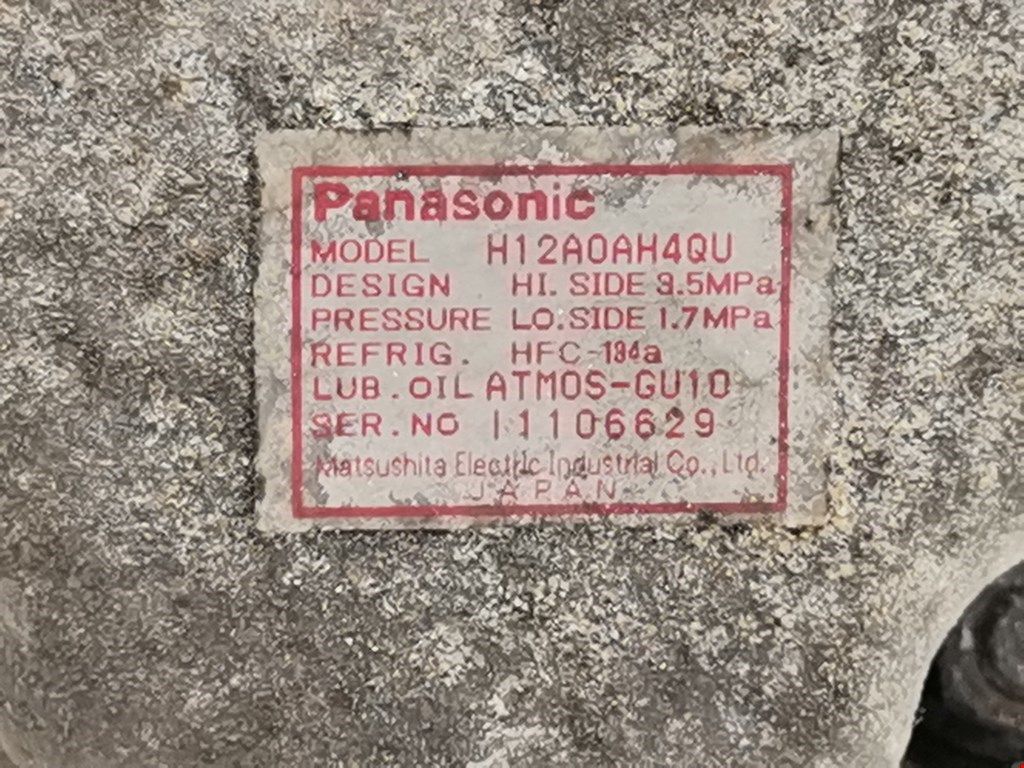 Panasonic
MODEL H12A0AH4QU
DESIGN HI. SIDE 3.5MPa
PRESSURE LO.SIDE 1.7MPa
REFRIG. HFC-134a
LUB.OIL ATMOS-GU10
SER.NO 11106629
Matsushita Electric Industrial Co., Ltd.
JAPAN